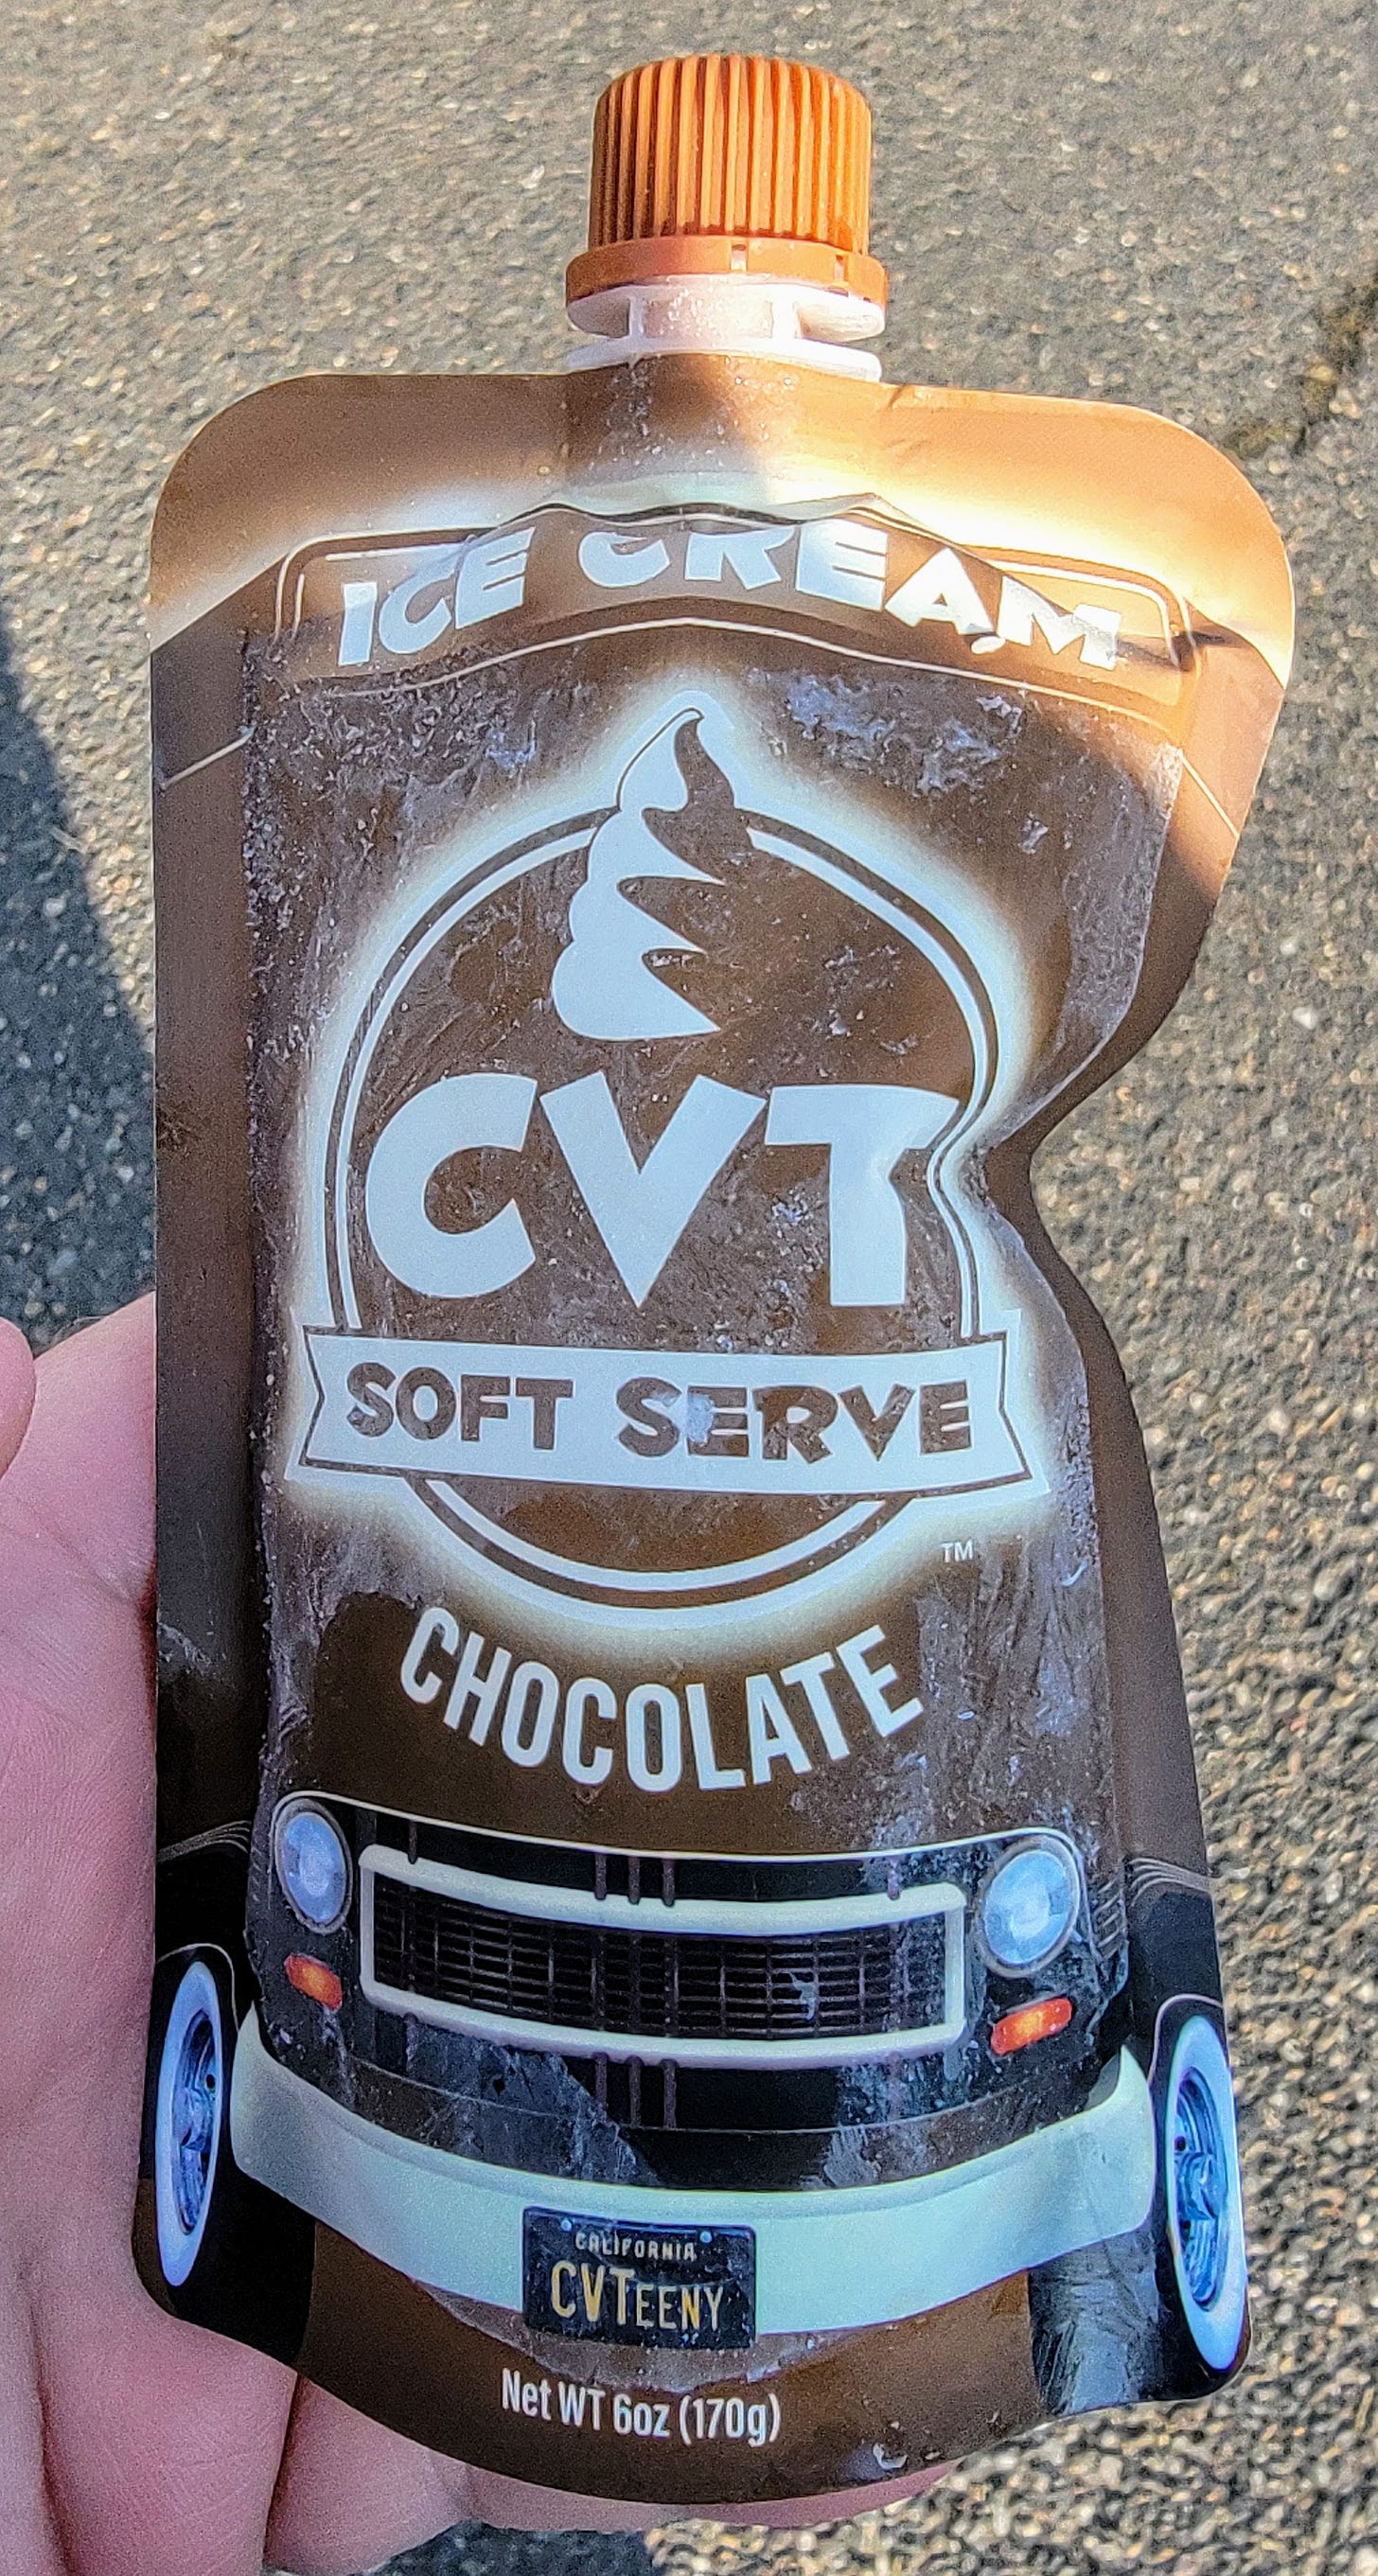 ICE CREAM
CVT
SOFT SERVE
TM
CHOCOLATE
CALIFORNIA
CVTEENY
Net WT 6oz (170g)